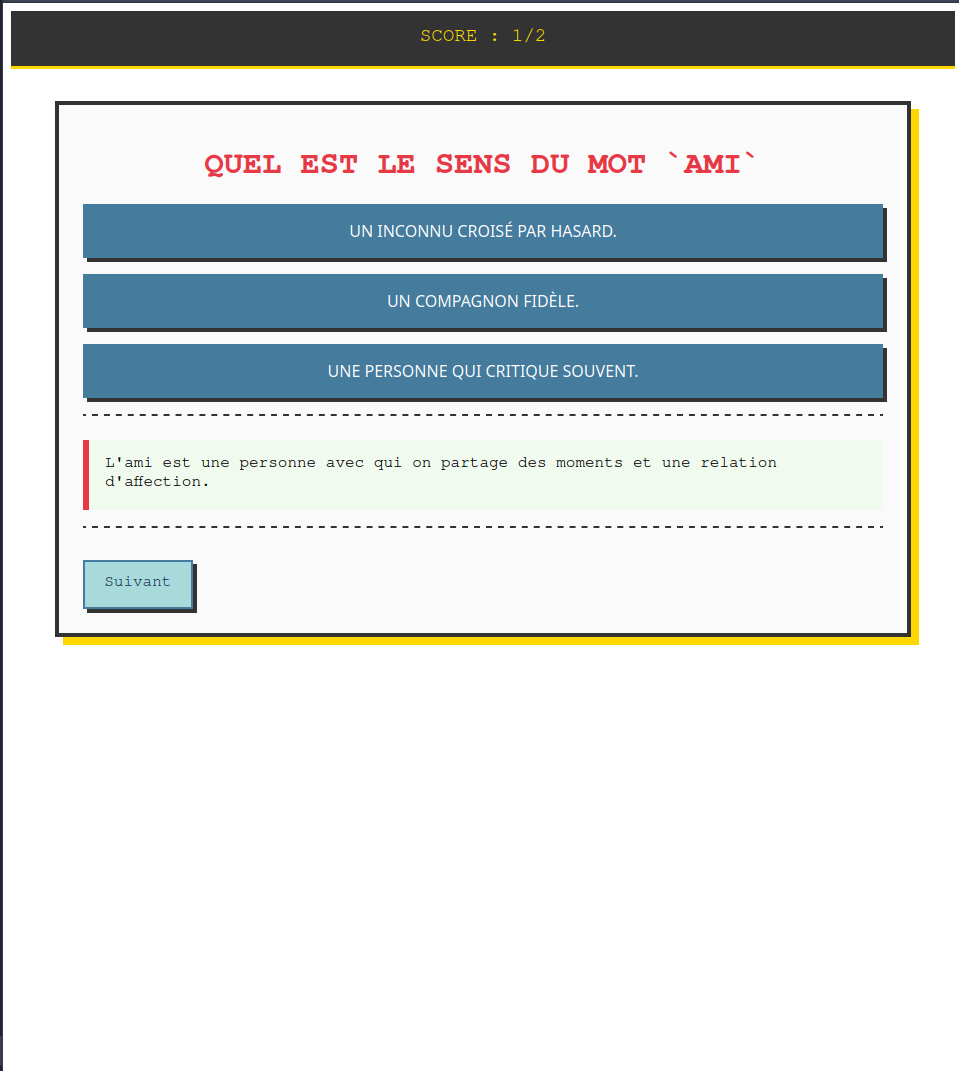 SCORE : 1/2
QUEL EST LE SENS DU MOT `AMI`
UN INCONNU CROISÉ PAR HASARD.
UN COMPAGNON FIDÈLE.
UNE PERSONNE QUI CRITIQUE SOUVENT.
L'ami est une personne avec qui on partage des moments et une relation
d'affection.
Suivant